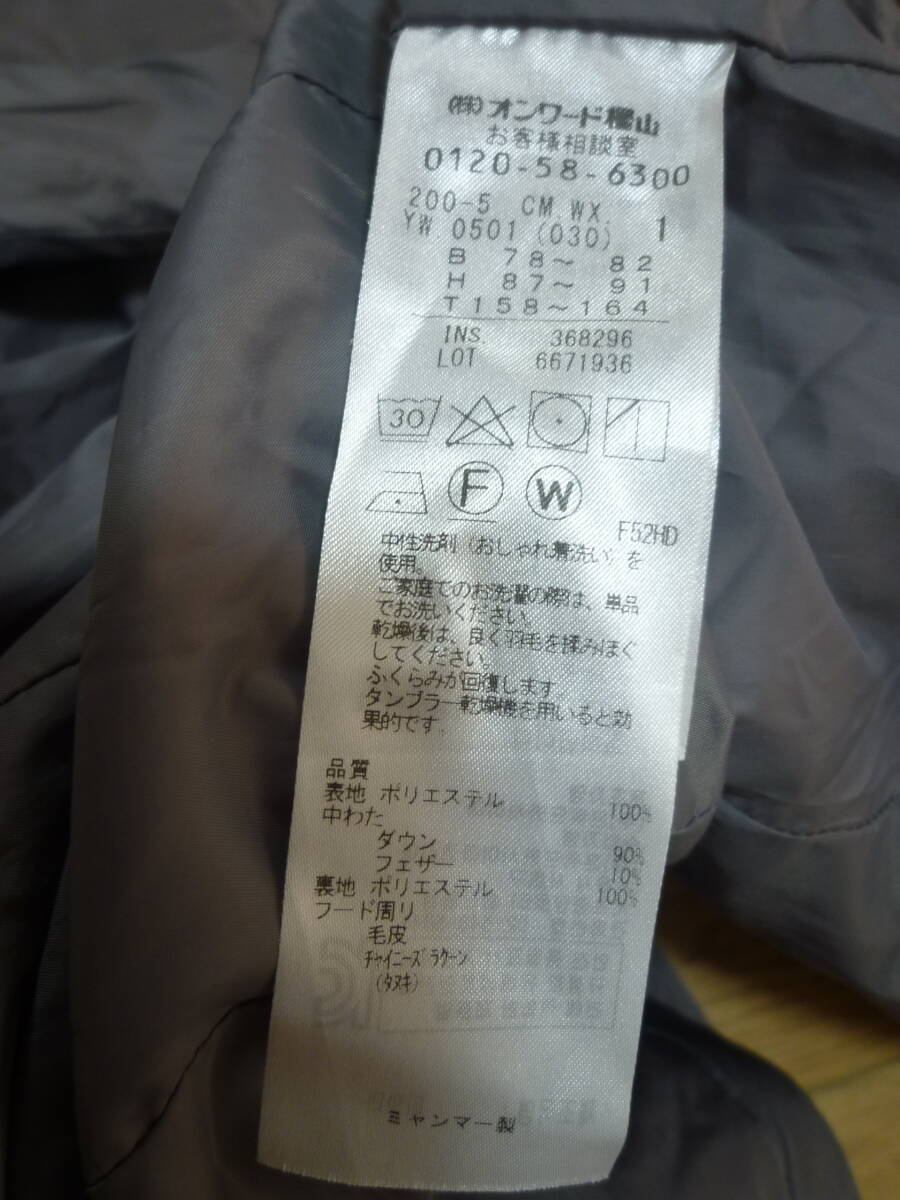 ㈱オンワード樫山
お客様相談室
0120-58-6300
200-5 CM.WX. 1
YW 0501 (030)
B 78～ 82
H 87～ 91
T158～164
INS. 368296
LOT 6671936
30
F W
F52HD
中性洗剤（おしゃれ着洗い）を
使用。
ご家庭でのお洗濯の際は、単品
でお洗いください。
乾燥後は、良く羽毛を揉みほぐ
してください。
ふくらみが回復します。
タンブラー乾燥機を用いると効
果的です。
品質
表地 ポリエステル 100%
中わた
ダウン 90%
フェザー 10%
裏地 ポリエステル 100%
フード周り
毛皮
チャイニーズラクーン
(タヌキ)
ミャンマー製